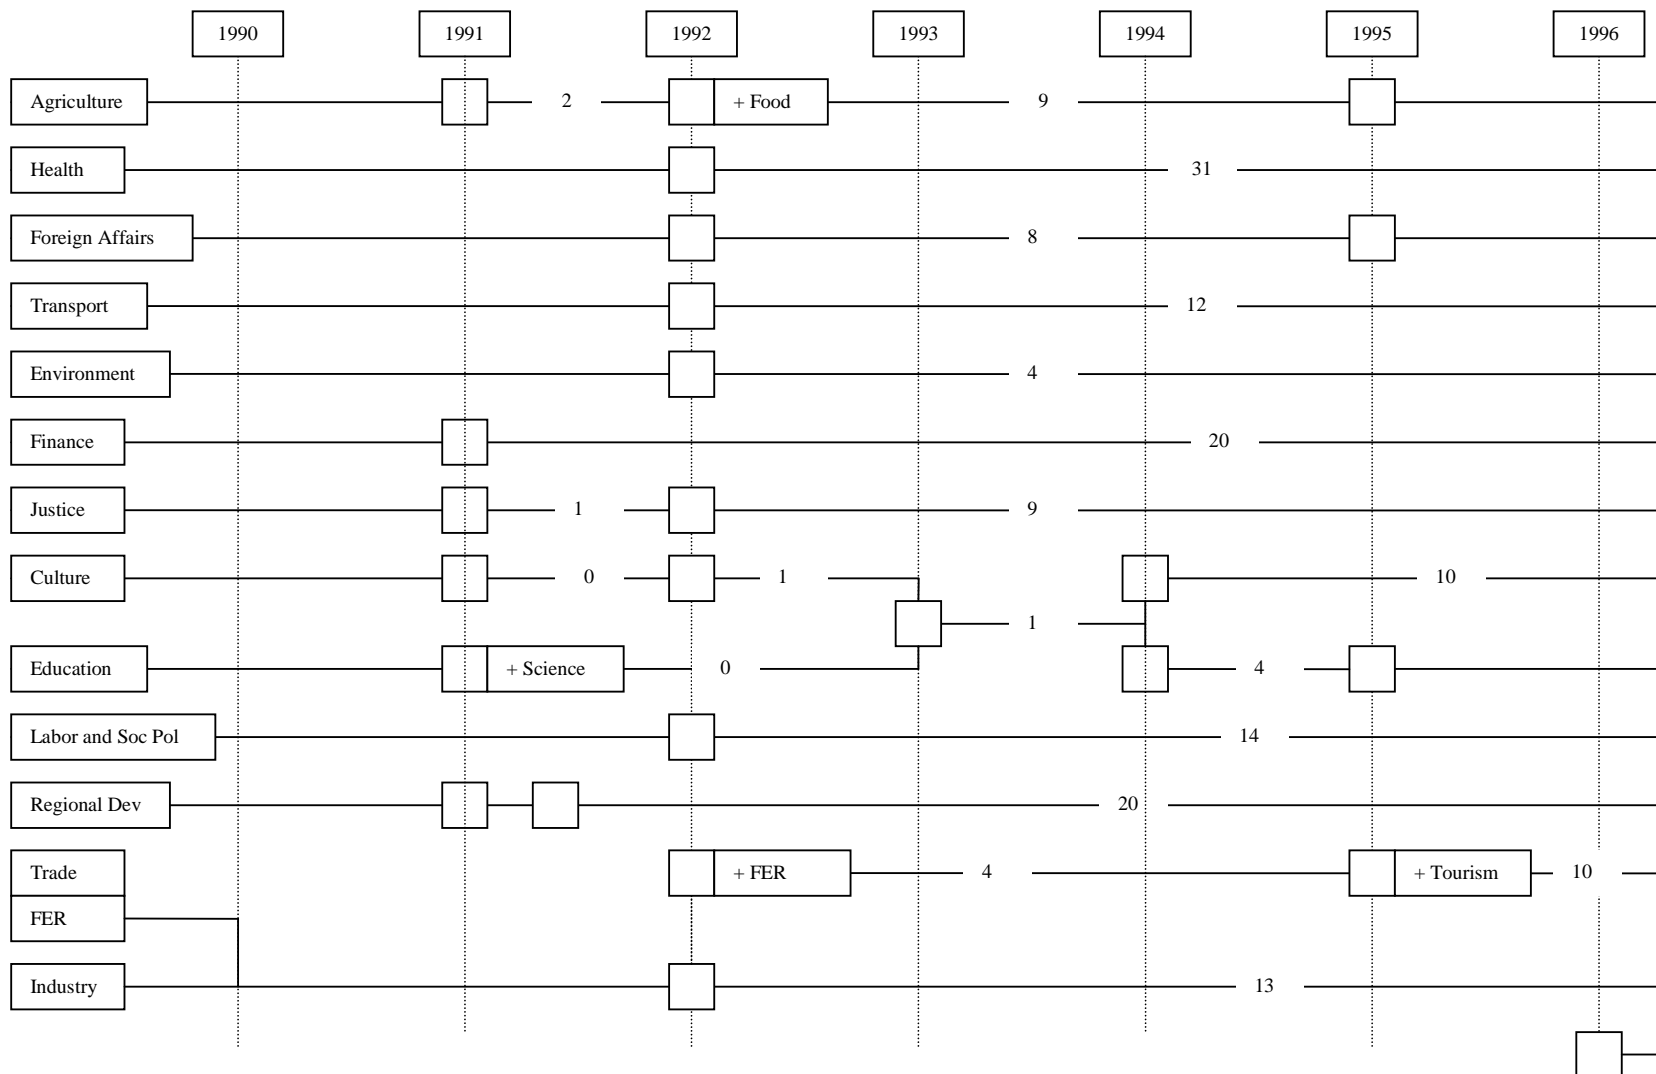 1990 1991 1992 1993 1994 1995 1996
Agriculture 2 + Food 9
Health 31
Foreign Affairs 8
Transport 12
Environment 4
Finance 20
Justice 1 9
Culture 0 1 10
1
Education + Science 0 4
Labor and Soc Pol 14
Regional Dev 20
Trade + FER 4 + Tourism 10
FER
Industry 13